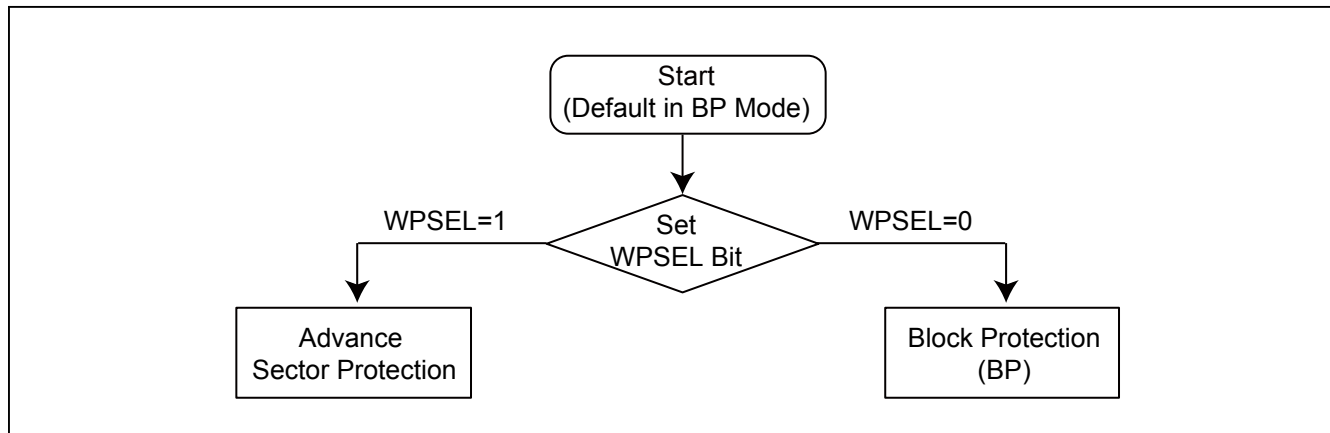 Start
(Default in BP Mode)
WPSEL=1
Set
WPSEL Bit
WPSEL=0
Advance
Sector Protection
Block Protection
(BP)